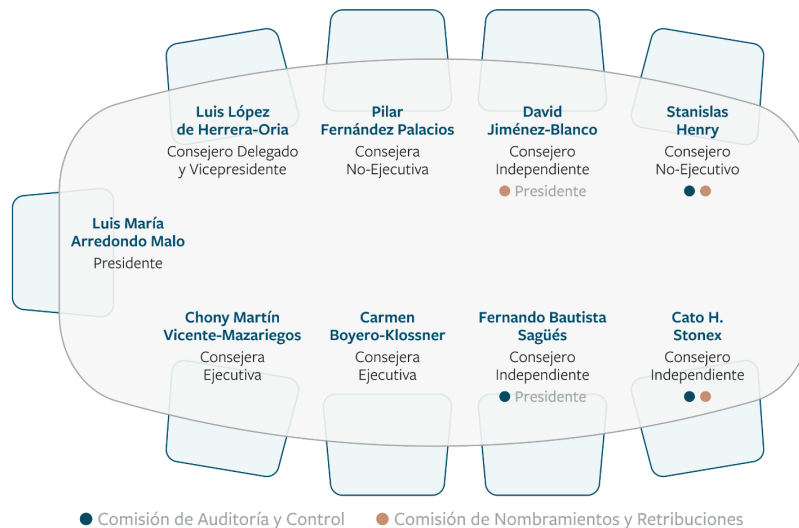 Luis López
de Herrera-Oria
Consejero Delegado
y Vicepresidente
Pilar
Fernández Palacios
Consejera
No-Ejecutiva
David
Jiménez-Blanco
Consejero
Independiente
Presidente
Stanislas
Henry
Consejero
No-Ejecutivo
Luis María
Arredondo Malo
Presidente
Chony Martín
Vicente-Mazariegos
Consejera
Ejecutiva
Carmen
Boyero-Klossner
Consejera
Ejecutiva
Fernando Bautista
Sagüés
Consejero
Independiente
Presidente
Cato H.
Stonex
Consejero
Independiente
Comisión de Auditoría y Control
Comisión de Nombramientos y Retribuciones